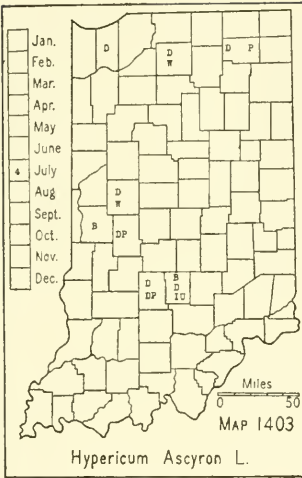 Jan.
Feb.
Mar.
Apr.
May
June
4 July
Aug
Sept.
Oct.
Nov.
Dec.
D
D
W
D P
D
W
B
DP
D
DP
B
D
IU
Miles
0 50
MAP 1403
Hypericum Ascyron L.